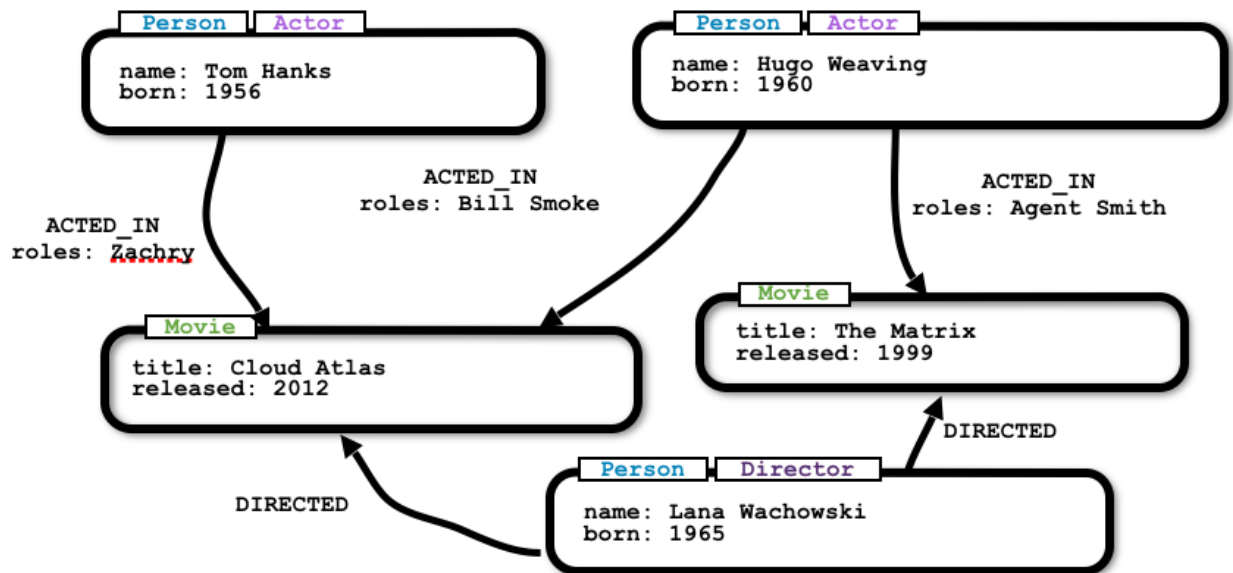 Person Actor
name: Tom Hanks
born: 1956
Person Actor
name: Hugo Weaving
born: 1960
ACTED_IN
roles: Zachry
ACTED_IN
roles: Bill Smoke
ACTED_IN
roles: Agent Smith
Movie
title: Cloud Atlas
released: 2012
Movie
title: The Matrix
released: 1999
DIRECTED
DIRECTED
Person Director
name: Lana Wachowski
born: 1965